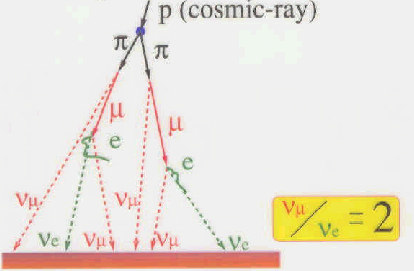 p (cosmic-ray)
π π
μ
μ
e
e
νμ
νμ
νe νμ νμ νe
νμ/νe = 2